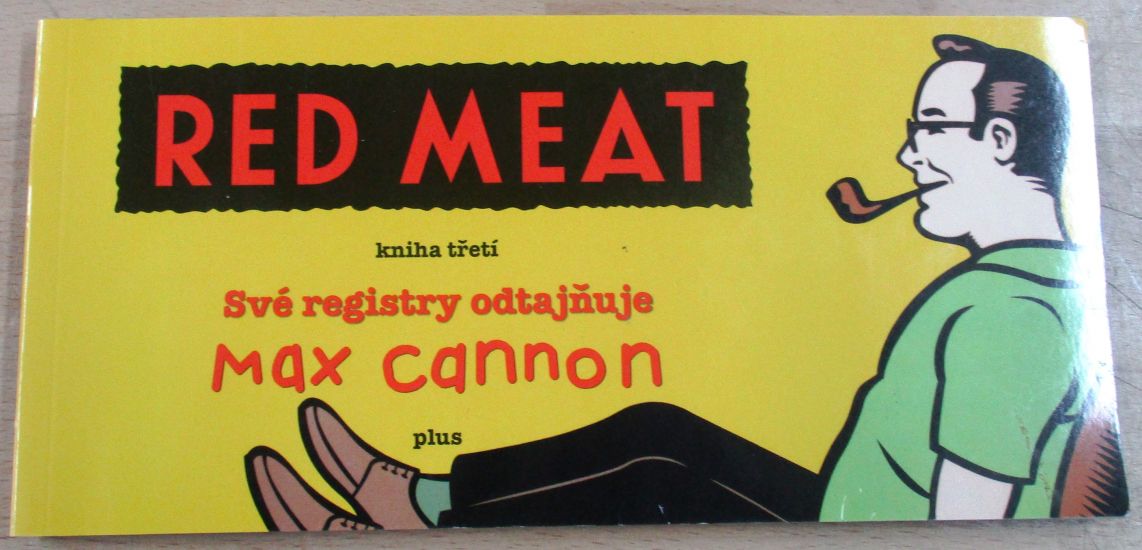 RED MEAT
kniha třetí
Své registry odtajňuje
Max Cannon
plus